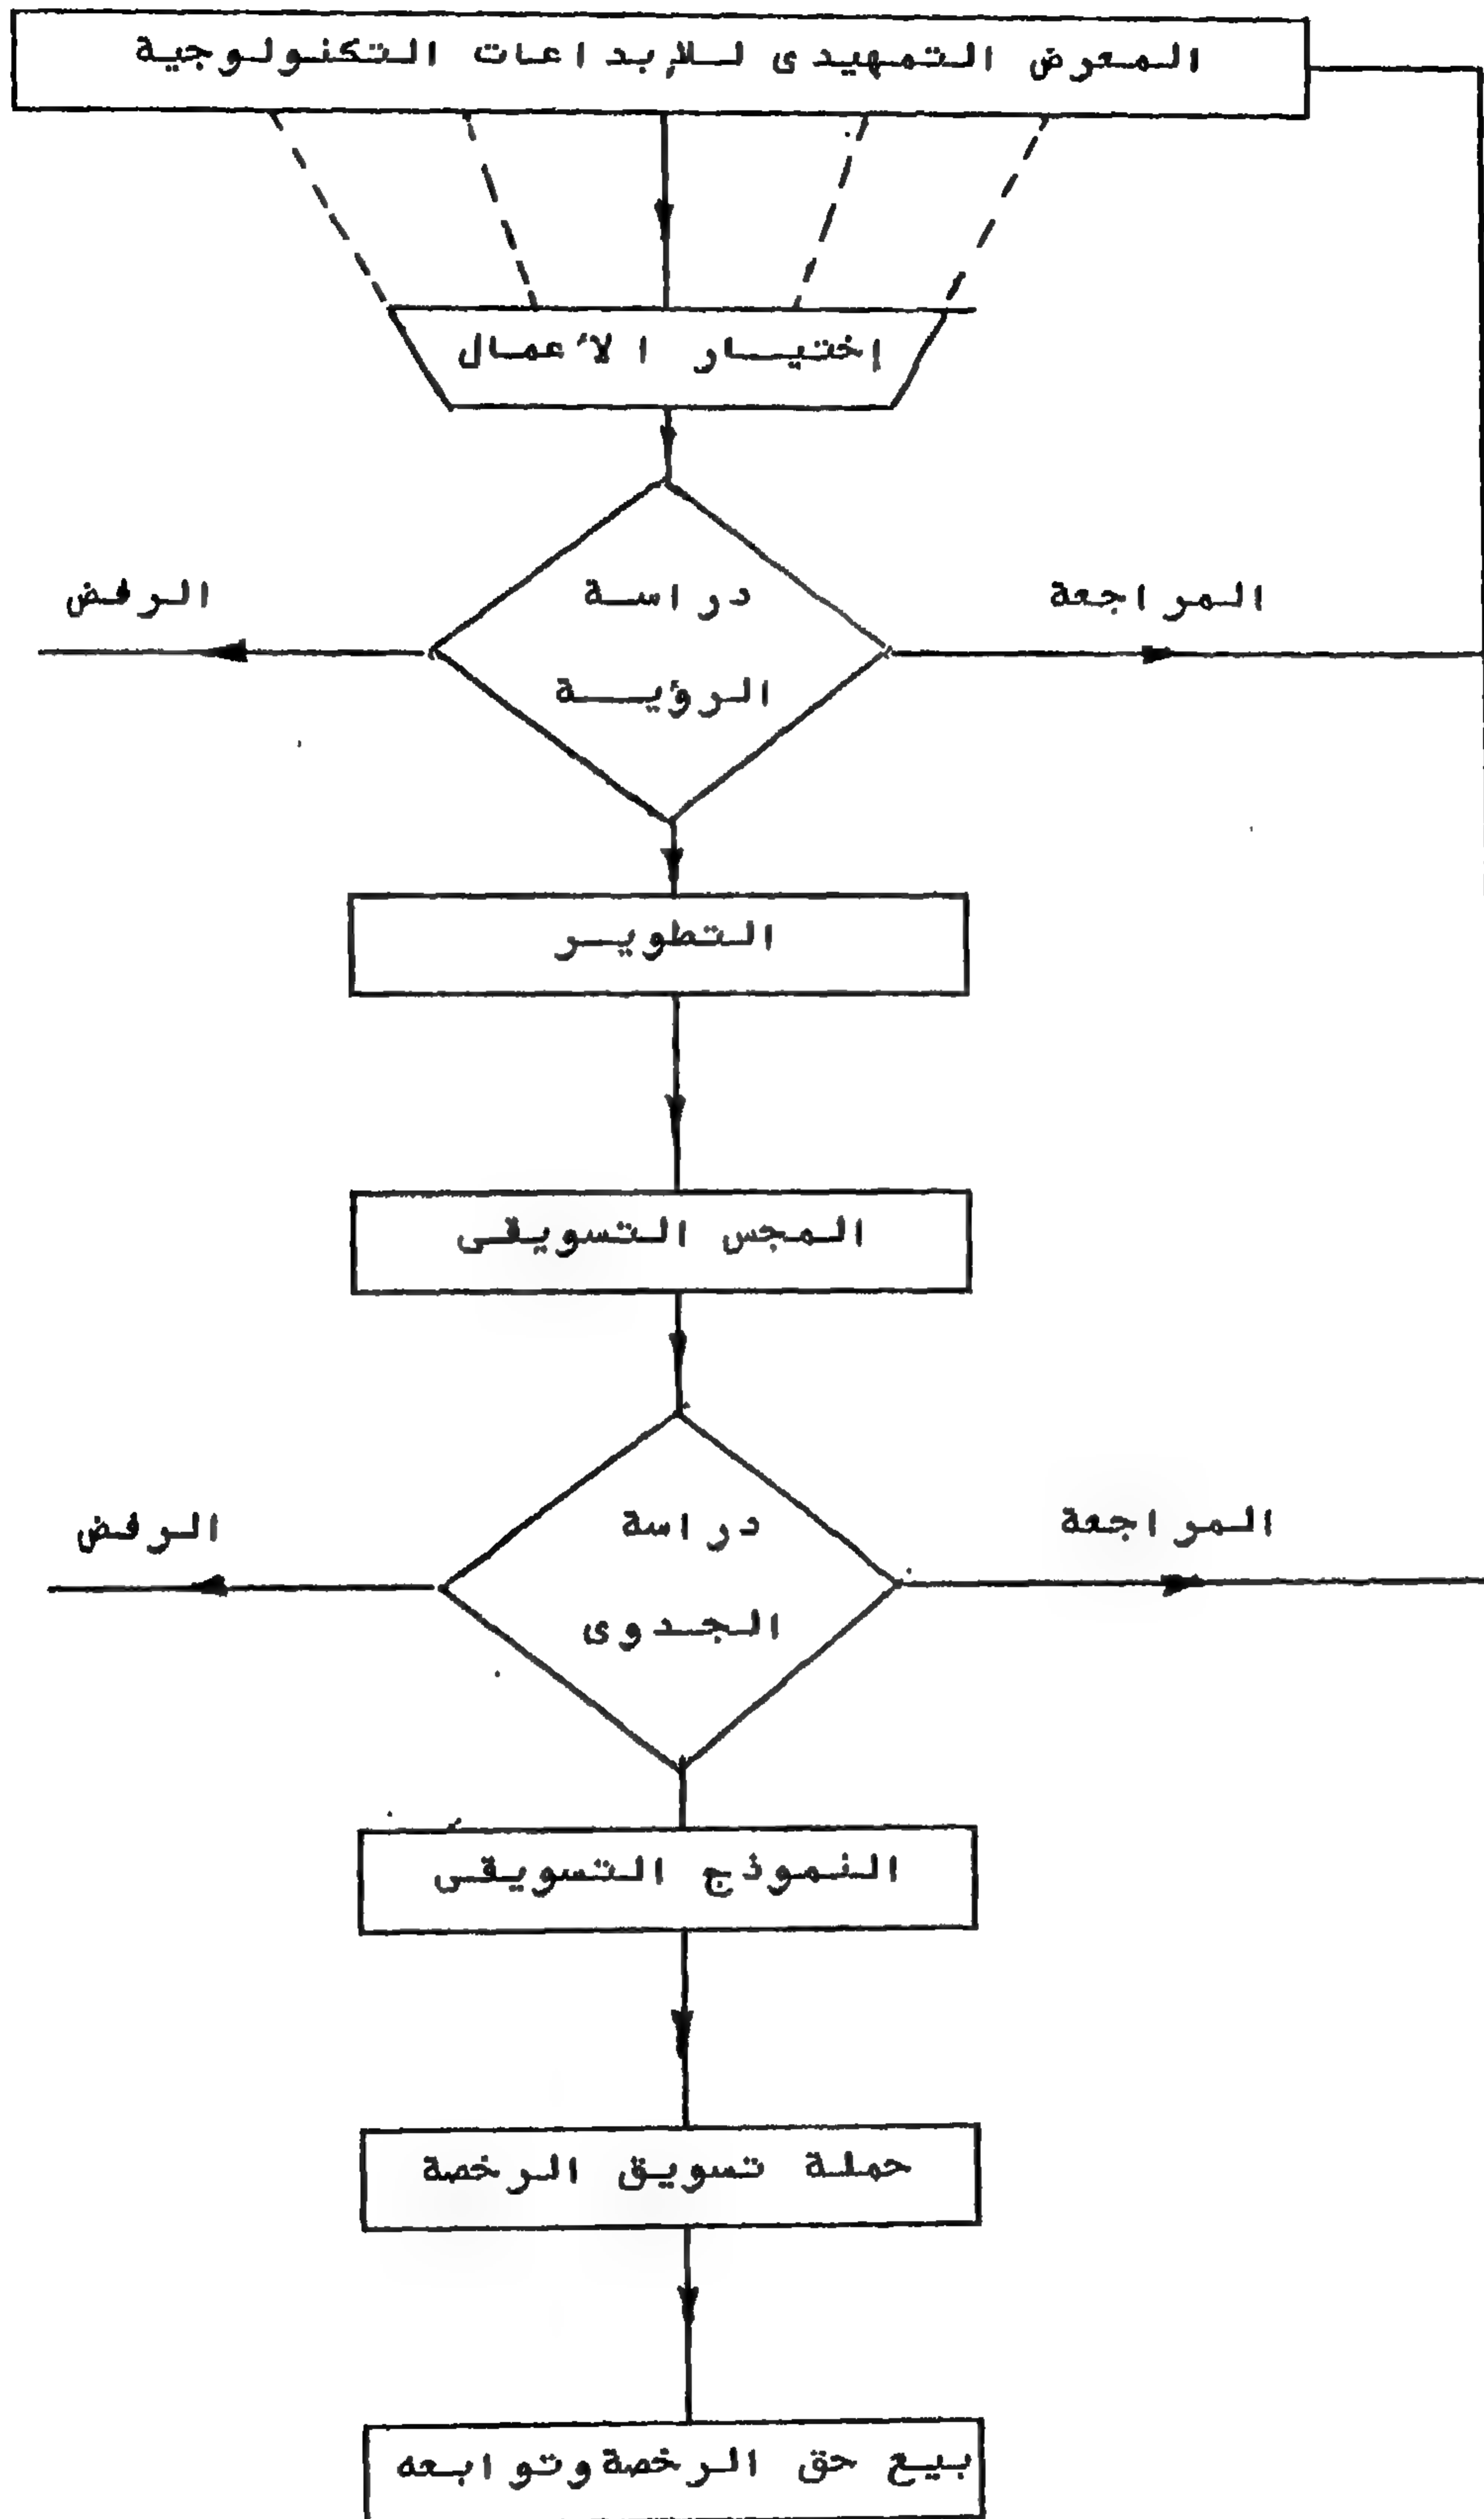 المعرض التمهيدى للإبداعات التكنولوجية
إختيار الأعمال
دراسة
المراجعة
الرفض
الرؤية
التطوير
المجس التسويقى
دراسة
المراجعة
الرفض
الجدوى
النموذج التسويقى
حملة تسويق الرخصة
بيع حق الرخصة وتوابعه